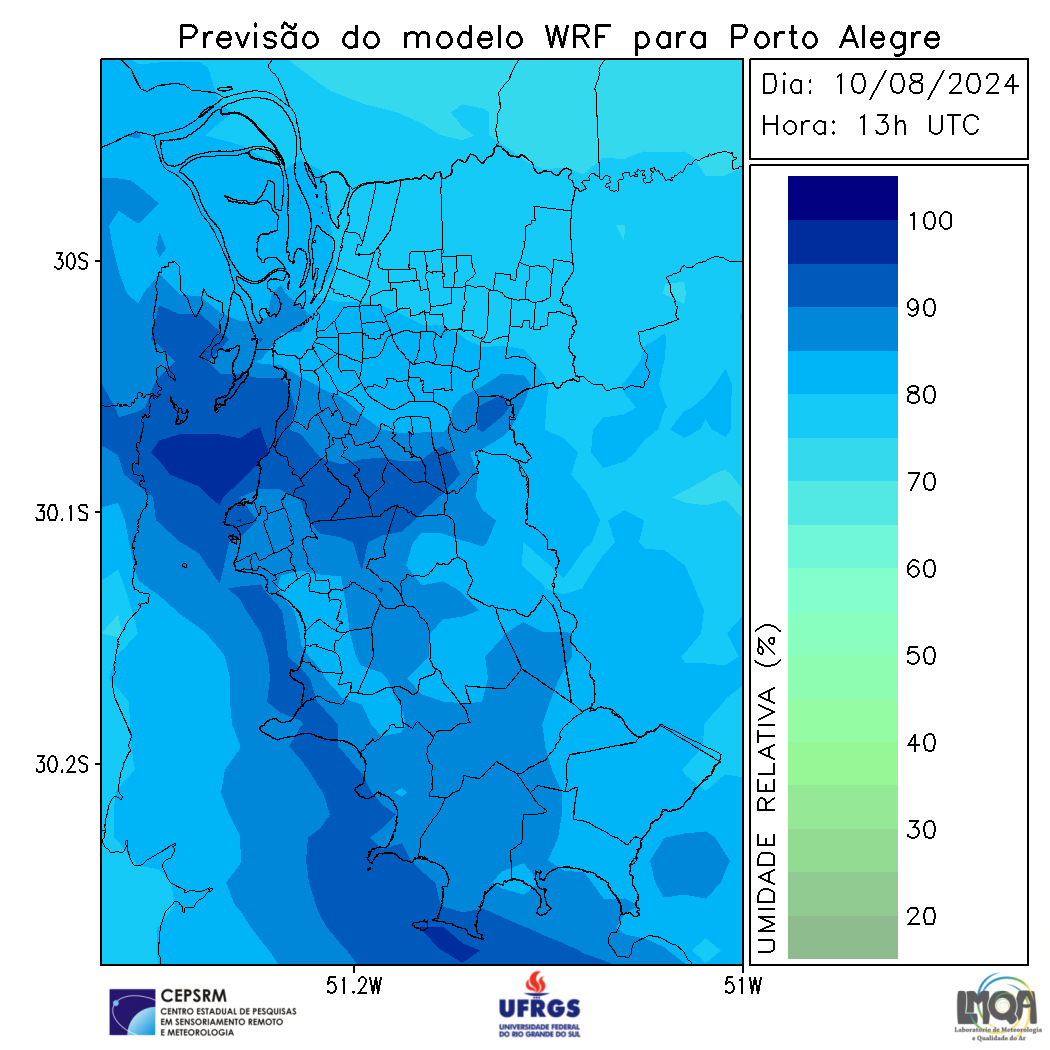 Previsão do modelo WRF para Porto Alegre
Dia: 10/08/2024
Hora: 13h UTC
30S
30.1S
30.2S
51.2W
51W
100
90
80
70
60
50
40
30
20
UMIDADE RELATIVA (%)
CEPSRM
CENTRO ESTADUAL DE PESQUISAS
EM SENSORIAMENTO REMOTO
E METEOROLOGIA
UFRGS
UNIVERSIDADE FEDERAL
DO RIO GRANDE DO SUL
LMQA
Laboratório de Meteorologia
e Qualidade do Ar